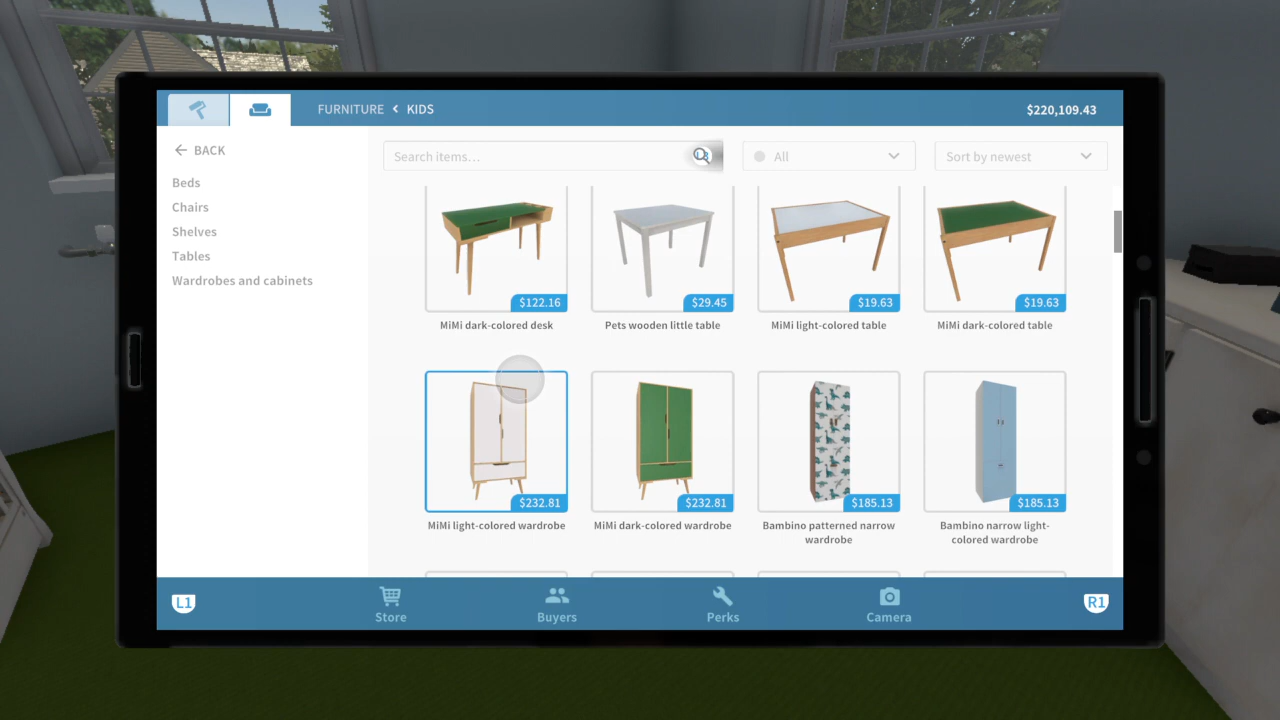 FURNITURE < KIDS
$220,109.43
BACK
Search items...
All
Sort by newest
Beds
Chairs
Shelves
Tables
Wardrobes and cabinets
$122.16
$29.45
$19.63
$19.63
MiMi dark-colored desk
Pets wooden little table
MiMi light-colored table
MiMi dark-colored table
$232.81
$232.81
$185.13
$185.13
MiMi light-colored wardrobe
MiMi dark-colored wardrobe
Bambino patterned narrow
wardrobe
Bambino narrow light-
colored wardrobe
L1
Store
Buyers
Perks
Camera
R1